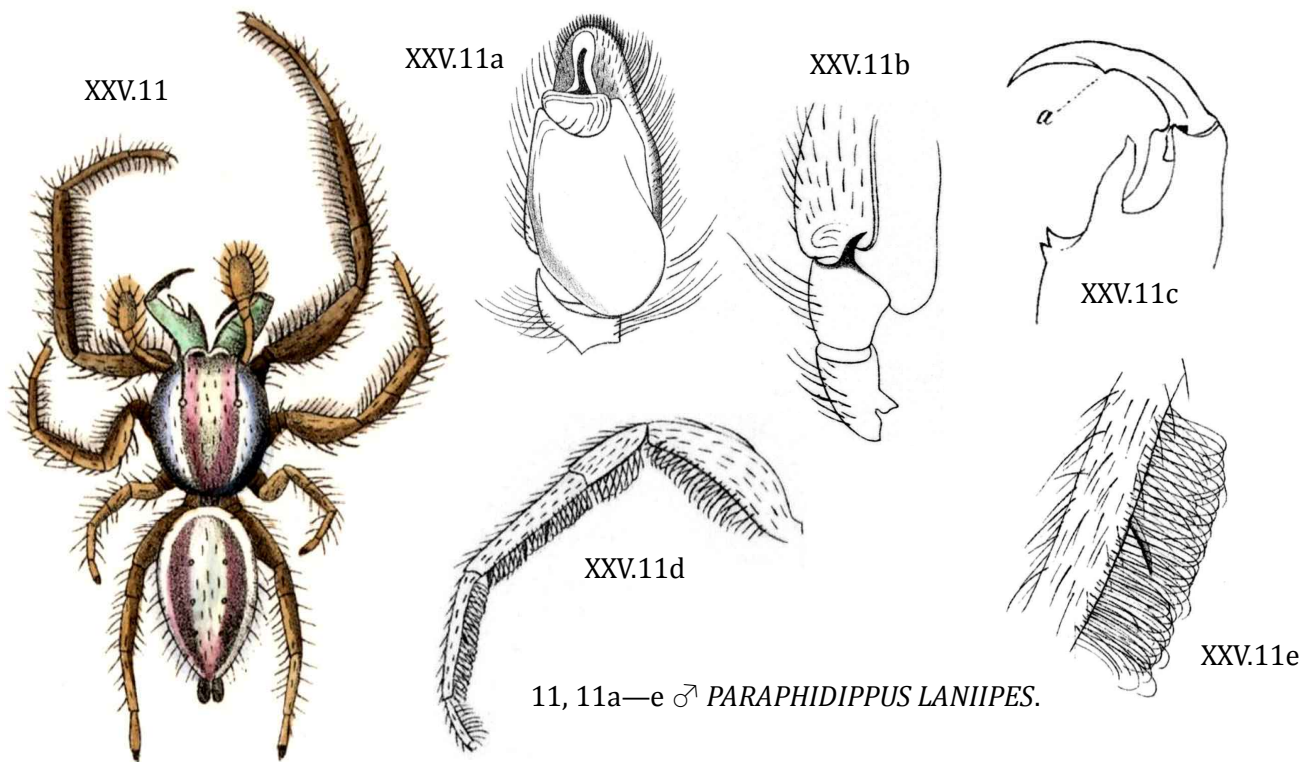 XXV.11
XXV.11a
XXV.11b
a
XXV.11c
XXV.11d
XXV.11e
11, 11a—e ♂ PARAPHIDIPPUS LANIIPES.